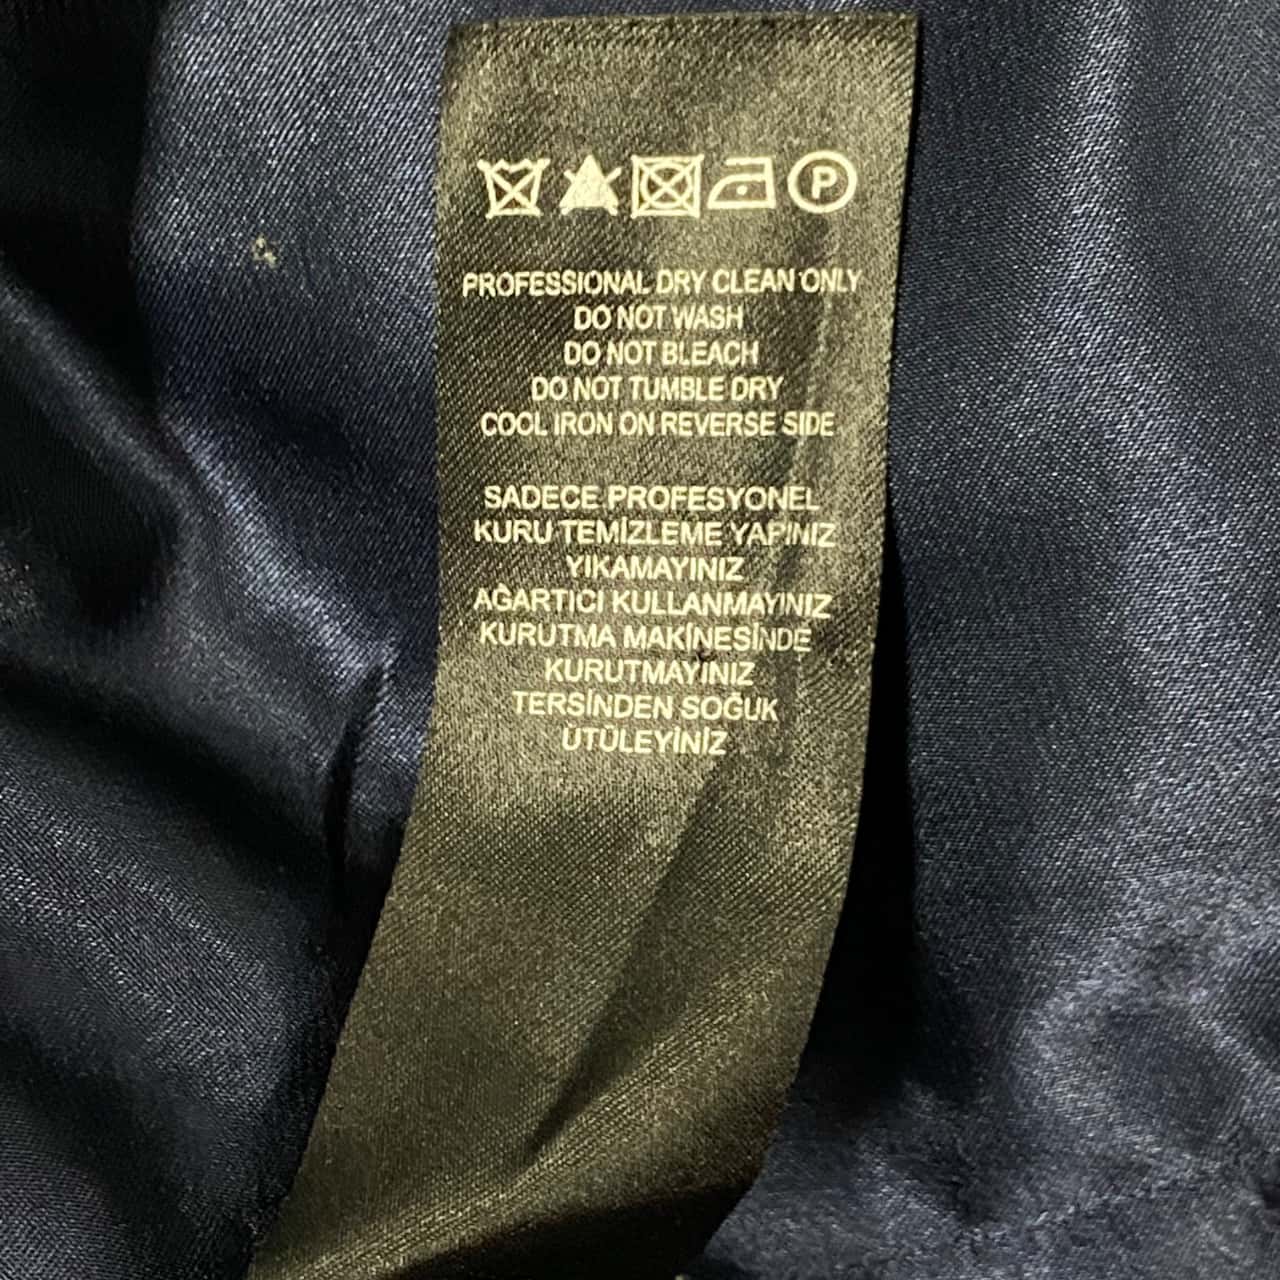 P
PROFESSIONAL DRY CLEAN ONLY
DO NOT WASH
DO NOT BLEACH
DO NOT TUMBLE DRY
COOL IRON ON REVERSE SIDE
SADECE PROFESYONEL
KURU TEMİZLEME YAPINIZ
YIKAMAYINIZ
AĞARTICI KULLANMAYINIZ
KURUTMA MAKİNESİNDE
KURUTMAYINIZ
TERSİNDEN SOĞUK
ÜTÜLEYİNİZ